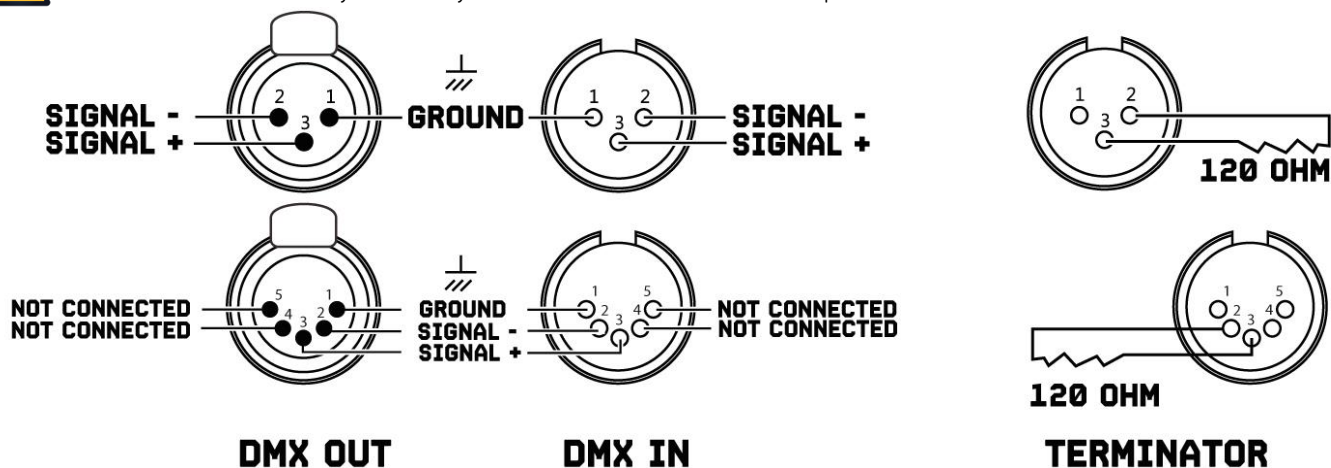 2 1
3
SIGNAL -
SIGNAL +
GROUND
1 2
3
SIGNAL -
SIGNAL +
1 2
3
120 OHM
5 1
4 3 2
NOT CONNECTED
NOT CONNECTED
GROUND
SIGNAL -
SIGNAL +
1 5
2 3 4
NOT CONNECTED
NOT CONNECTED
1 5
2 3 4
120 OHM
DMX OUT
DMX IN
TERMINATOR